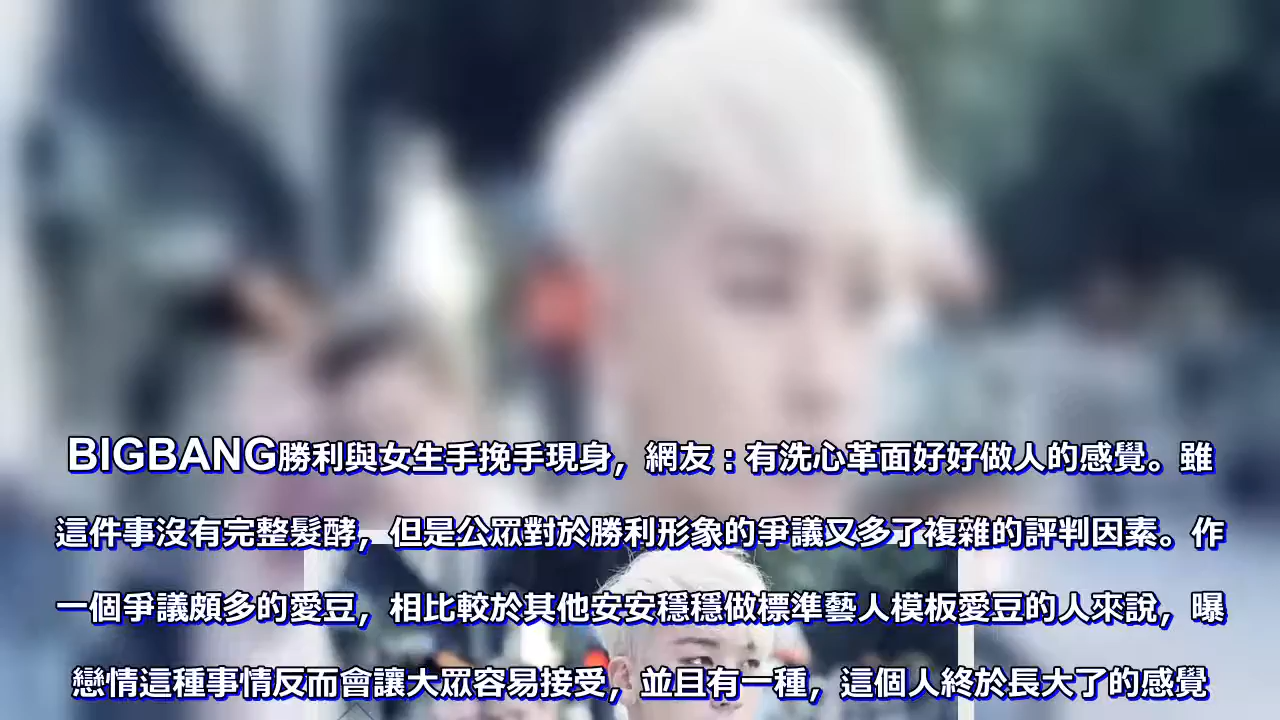 BIGBANG勝利與女生手挽手現身，網友：有洗心革面好好做人的感覺。雖
這件事沒有完整髮酵，但是公眾對於勝利形象的爭議又多了複雜的評判因素。作
一個爭議頗多的愛豆，相比較於其他安安穩穩做標準藝人模板愛豆的人來說，曝
戀情這種事情反而會讓大眾容易接受，並且有一種，這個人終於長大了的感覺